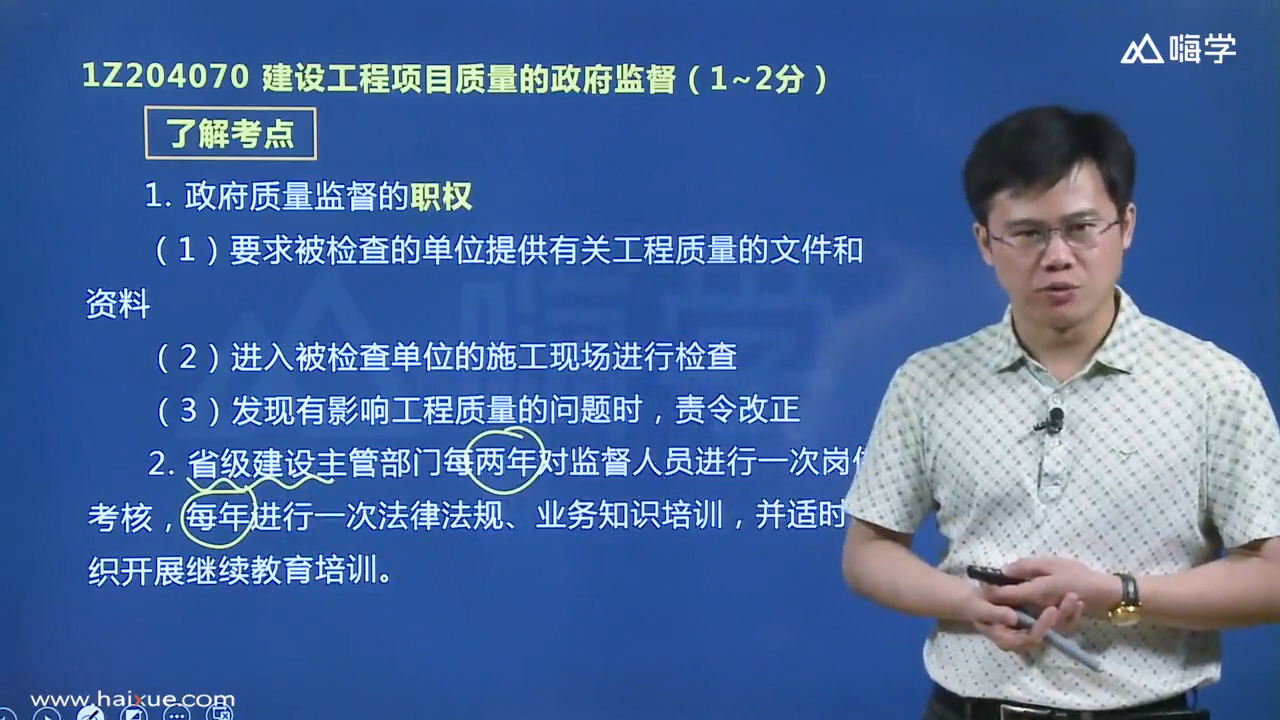 嗨学
1Z204070 建设工程项目质量的政府监督（1~2分）
了解考点
1. 政府质量监督的职权
（1）要求被检查的单位提供有关工程质量的文件和
资料
（2）进入被检查单位的施工现场进行检查
（3）发现有影响工程质量的问题时，责令改正
2. 省级建设主管部门每两年对监督人员进行一次岗
考核，每年进行一次法律法规、业务知识培训，并适时
织开展继续教育培训。
www.haixue.com